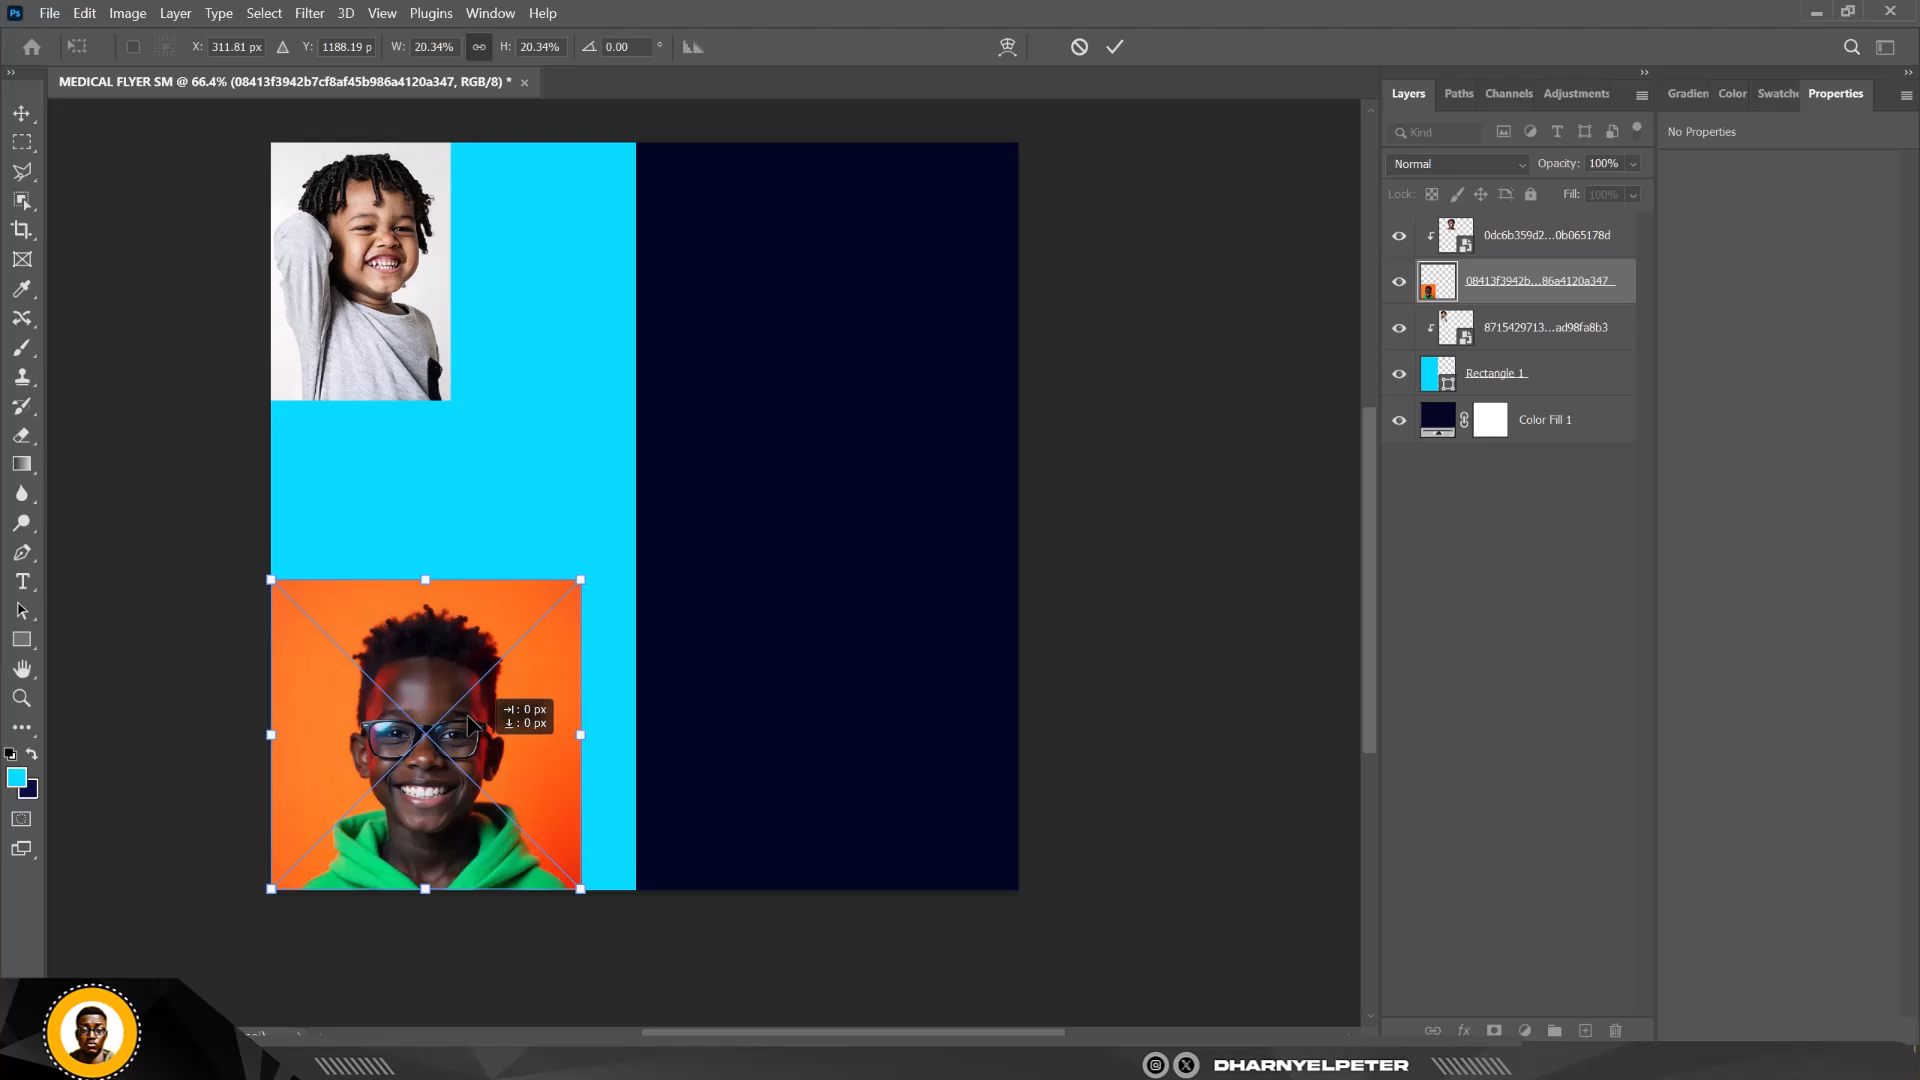 Ps File Edit Image Layer Type Select Filter 3D View Plugins Window Help
X: 311.81 px Y: 1188.19 p W: 20.34% H: 20.34% 0.00 °
MEDICAL FLYER SM @ 66.4% (08413f3942b7cf8af45b986a4120a347, RGB/8) * ×
Layers Paths Channels Adjustments
Gradien Color Swatche Properties
Kind
No Properties
Normal Opacity: 100%
Lock: Fill: 100%
0dc6b359d2...0b065178d
08413f3942b...86a4120a347
8715429713...ad98fa8b3
Rectangle 1
Color Fill 1
: 0 px
: 0 px
DHARNYELPETER